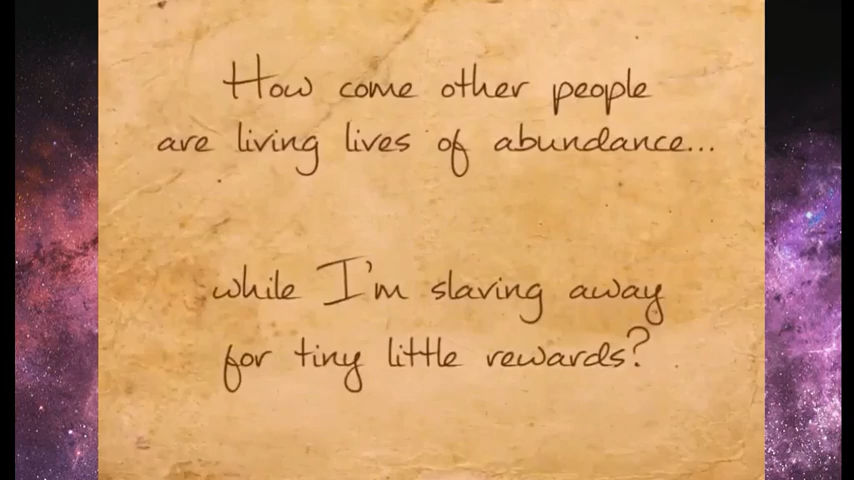 How come other people
are living lives of abundance...
while I'm slaving away
for tiny little rewards?